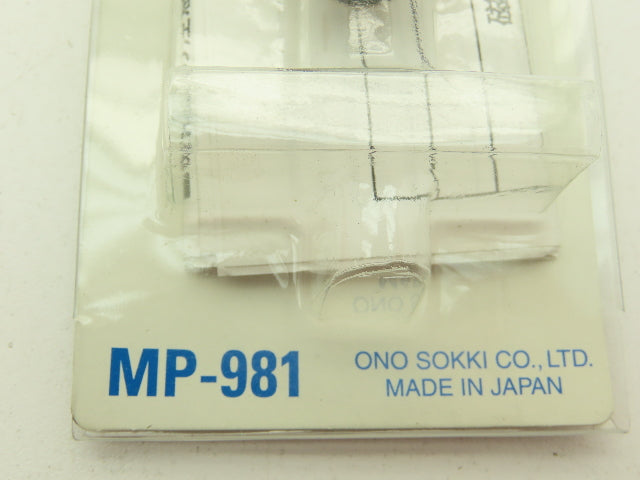 MP-981
ONO SOKKI CO., LTD.
MADE IN JAPAN